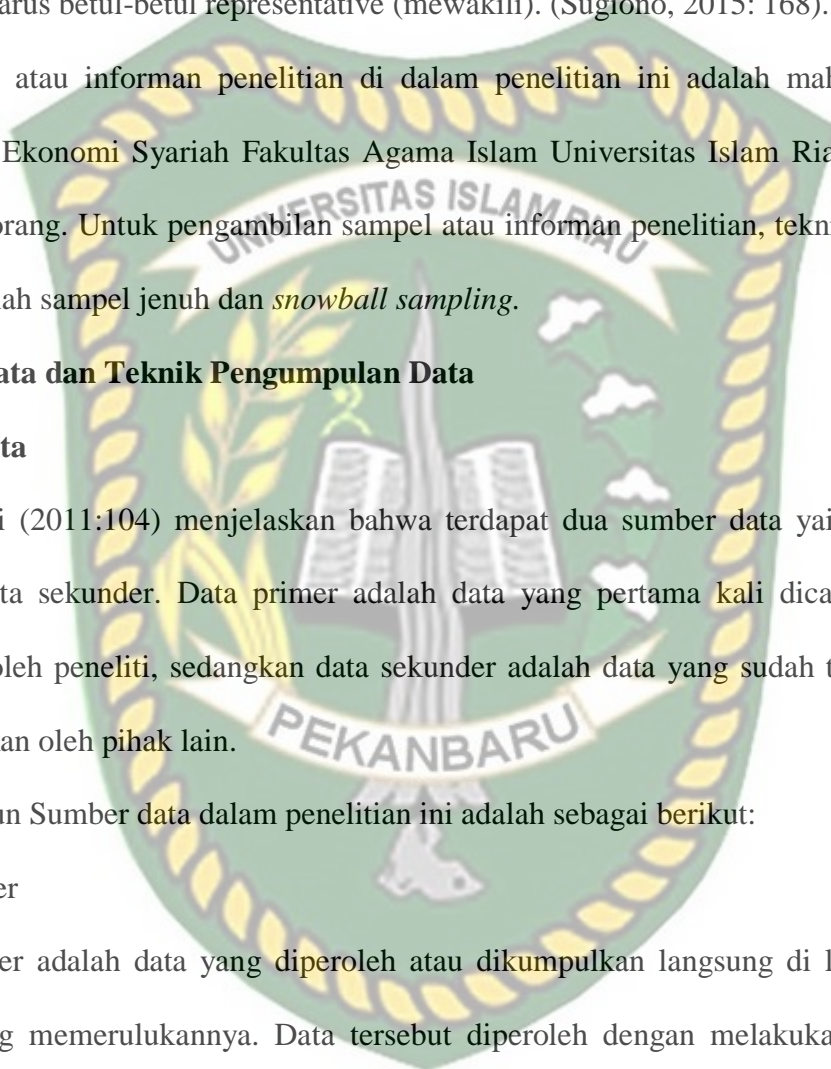 arus betul-betul representative (mewakili). (Sugiono, 2015: 168).
atau informan penelitian di dalam penelitian ini adalah mah
Ekonomi Syariah Fakultas Agama Islam Universitas Islam Ria
orang. Untuk pengambilan sampel atau informan penelitian, tekni
lah sampel jenuh dan snowball sampling.
ata dan Teknik Pengumpulan Data
ta
i (2011:104) menjelaskan bahwa terdapat dua sumber data yai
ta sekunder. Data primer adalah data yang pertama kali dica
oleh peneliti, sedangkan data sekunder adalah data yang sudah t
an oleh pihak lain.
un Sumber data dalam penelitian ini adalah sebagai berikut:
er
er adalah data yang diperoleh atau dikumpulkan langsung di l
g memerulukannya. Data tersebut diperoleh dengan melakuka
UNIVERSITAS ISLAM RIAU
PEKANBARU